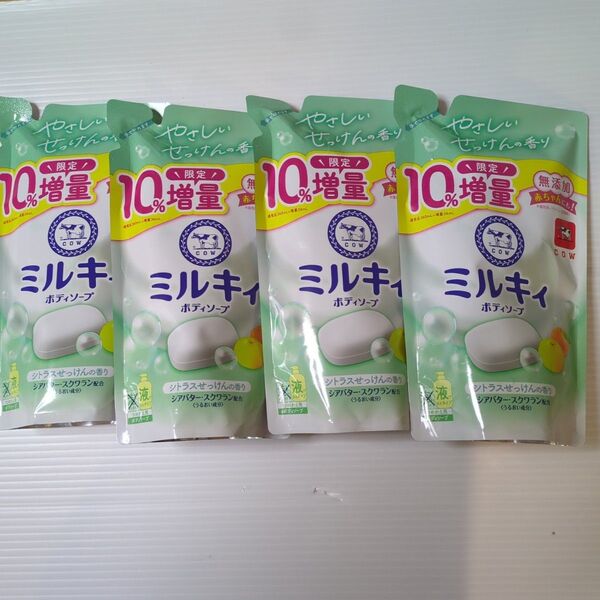 やさしい
せっけんの香り
限定
10%増量
COW
ミルキィ
ボディソープ
シアバター・スクワラン配合
(うるおい成分)
やさしい
せっけんの香り
限定
10%増量
COW
ミルキィ
ボディソープ
シトラスせっけんの香り
シアバター・スクワラン配合
(うるおい成分)
液
やさしい
せっけんの香り
限定
10%増量
COW
ミルキィ
ボディソープ
シトラスせっけんの香り
シアバター・スクワラン配合
(うるおい成分)
液
やさしい
せっけんの香り
限定
10%増量
無添加
COW
COW
ミルキィ
ボディソープ
シトラスせっけんの香り
シアバター・スクワラン配合
(うるおい成分)
液